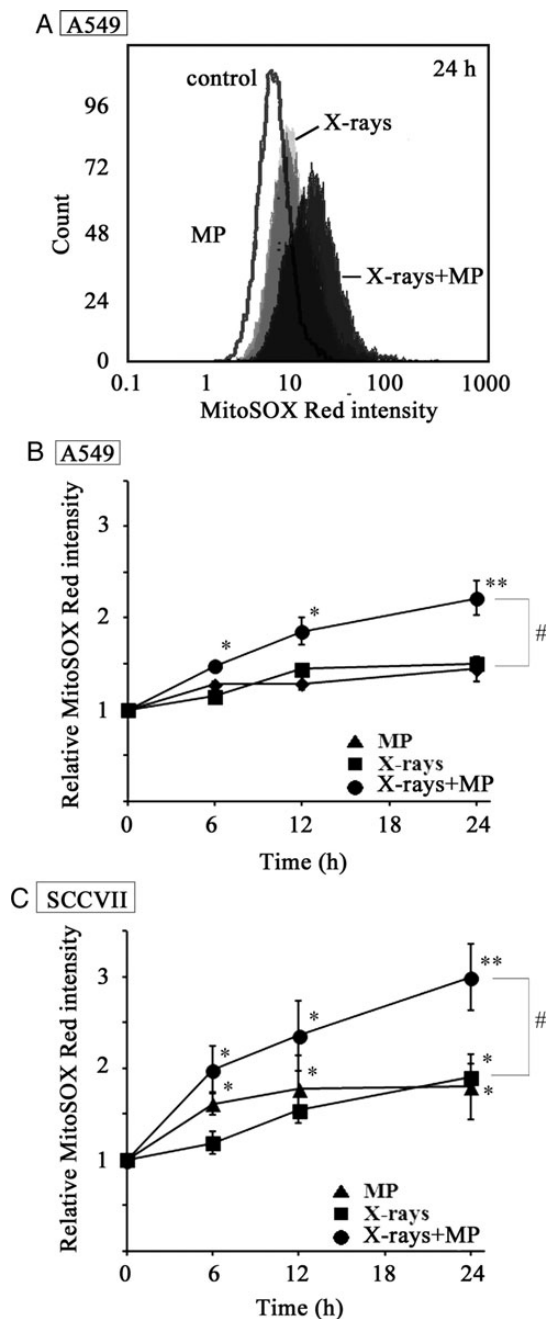 A A549
24 h
control
X-rays
MP
X-rays+MP
Count
96
72
48
24
0
0.1 1 10 100 1000
MitoSOX Red intensity
B A549
Relative MitoSOX Red intensity
3
2
1
* * ** #
MP
X-rays
X-rays+MP
0 6 12 24
Time (h)
C SCCVII
Relative MitoSOX Red intensity
3
2
1
* * ** #
* * *
*
MP
X-rays
X-rays+MP
0 6 12 24
Time (h)